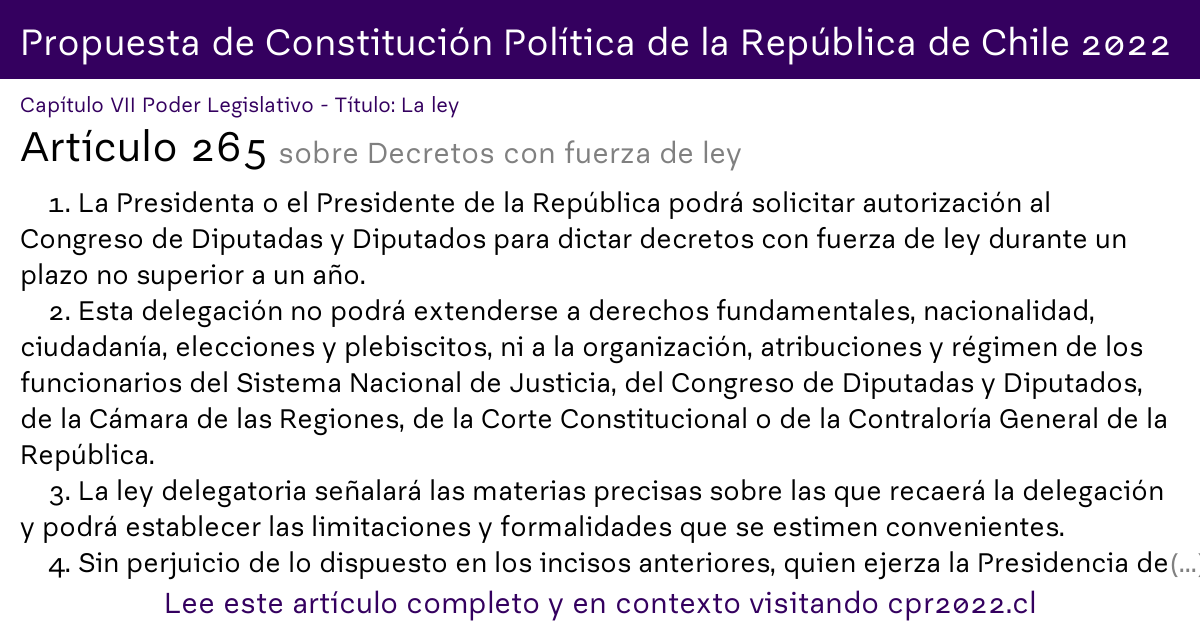 Propuesta de Constitución Política de la República de Chile 2022
Capítulo VII Poder Legislativo - Título: La ley
Artículo 265 sobre Decretos con fuerza de ley
1. La Presidenta o el Presidente de la República podrá solicitar autorización al
Congreso de Diputadas y Diputados para dictar decretos con fuerza de ley durante un
plazo no superior a un año.
2. Esta delegación no podrá extenderse a derechos fundamentales, nacionalidad,
ciudadanía, elecciones y plebiscitos, ni a la organización, atribuciones y régimen de los
funcionarios del Sistema Nacional de Justicia, del Congreso de Diputadas y Diputados,
de la Cámara de las Regiones, de la Corte Constitucional o de la Contraloría General de la
República.
3. La ley delegatoria señalará las materias precisas sobre las que recaerá la delegación
y podrá establecer las limitaciones y formalidades que se estimen convenientes.
4. Sin perjuicio de lo dispuesto en los incisos anteriores, quien ejerza la Presidencia de(...)
Lee este artículo completo y en contexto visitando cpr2022.cl